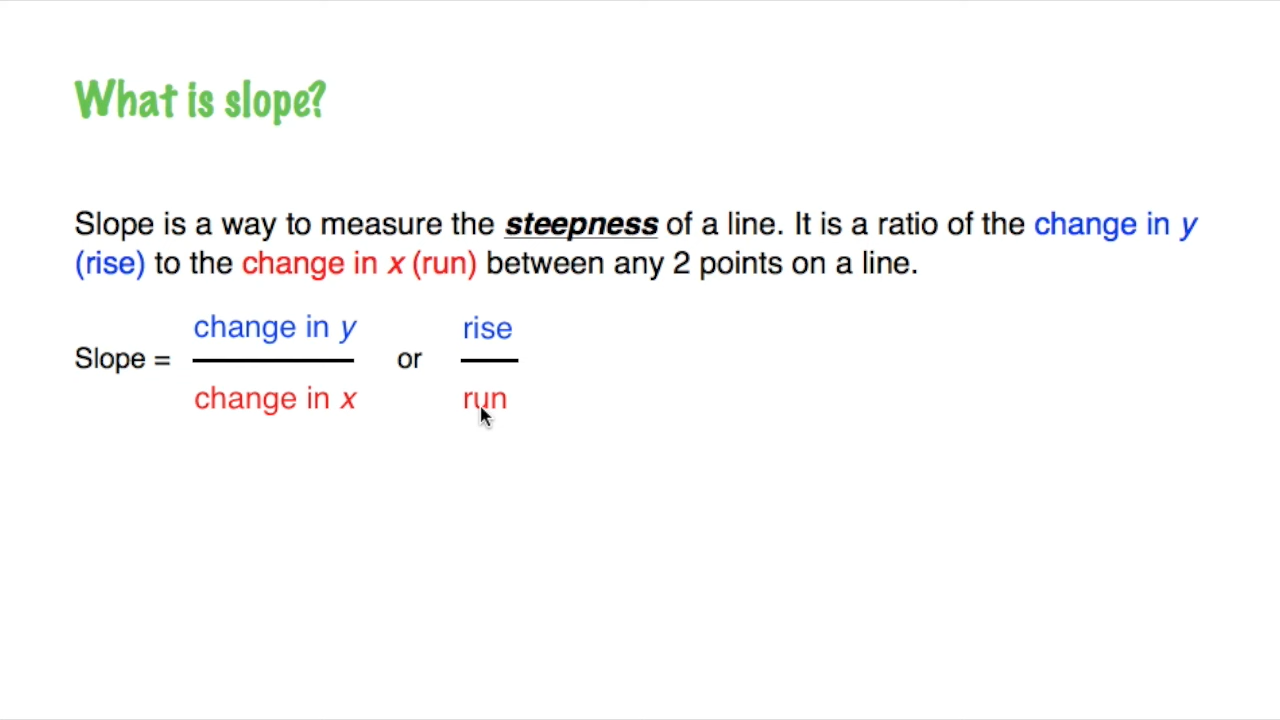 What is slope?
Slope is a way to measure the steepness of a line. It is a ratio of the change in y
(rise) to the change in x (run) between any 2 points on a line.
change in y rise
Slope = or
change in x run